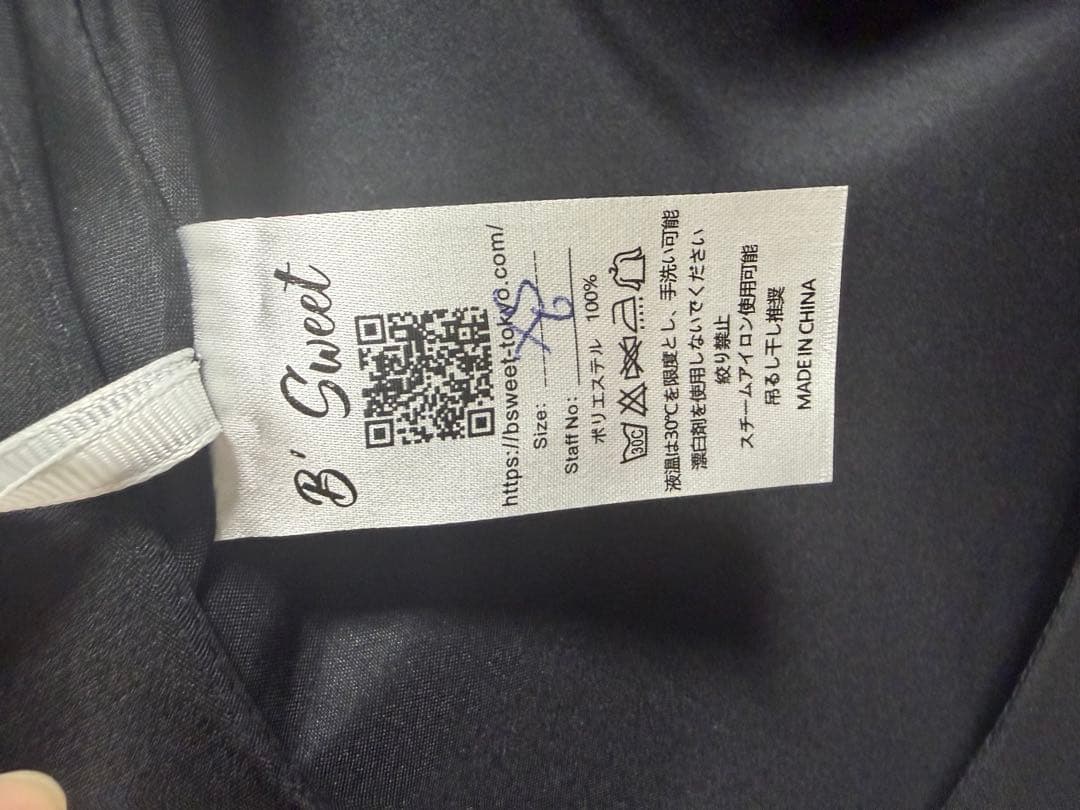 B' Sweet
https://bsweet-tokyo.com/
Size: XS
Staff No: 6
ポリエステル 100%
30C
液温は30℃を限度とし、手洗い可能
漂白剤を使用しないでください
絞り禁止
スチームアイロン使用可能
吊るし干し推奨
MADE IN CHINA